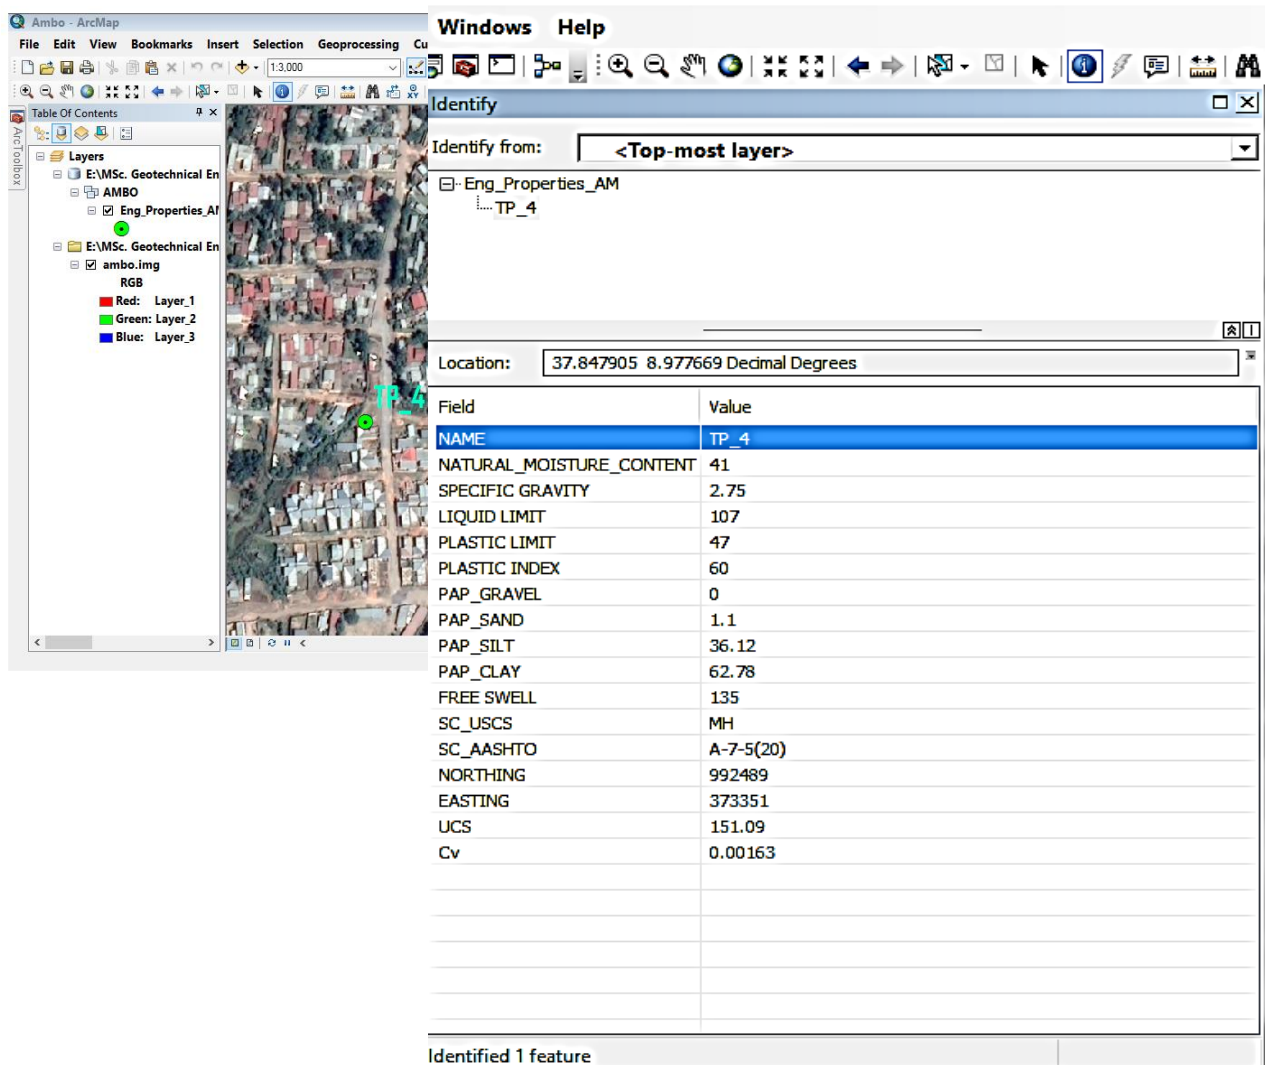 Ambo - ArcMap
File Edit View Bookmarks Insert Selection Geoprocessing Cu
1:3,000
Table Of Contents
ArcToolbox
Layers
E:\MSc. Geotechnical En
AMBO
Eng_Properties_AM
E:\MSc. Geotechnical En
ambo.img
RGB
Red: Layer_1
Green: Layer_2
Blue: Layer_3
TP_4
Windows Help
Identify
Identify from: <Top-most layer>
Eng_Properties_AM
TP_4
Location: 37.847905 8.977669 Decimal Degrees
Field Value
NAME TP_4
NATURAL_MOISTURE_CONTENT 41
SPECIFIC GRAVITY 2.75
LIQUID LIMIT 107
PLASTIC LIMIT 47
PLASTIC INDEX 60
PAP_GRAVEL 0
PAP_SAND 1.1
PAP_SILT 36.12
PAP_CLAY 62.78
FREE SWELL 135
SC_USCS MH
SC_AASHTO A-7-5(20)
NORTHING 992489
EASTING 373351
UCS 151.09
Cv 0.00163
Identified 1 feature